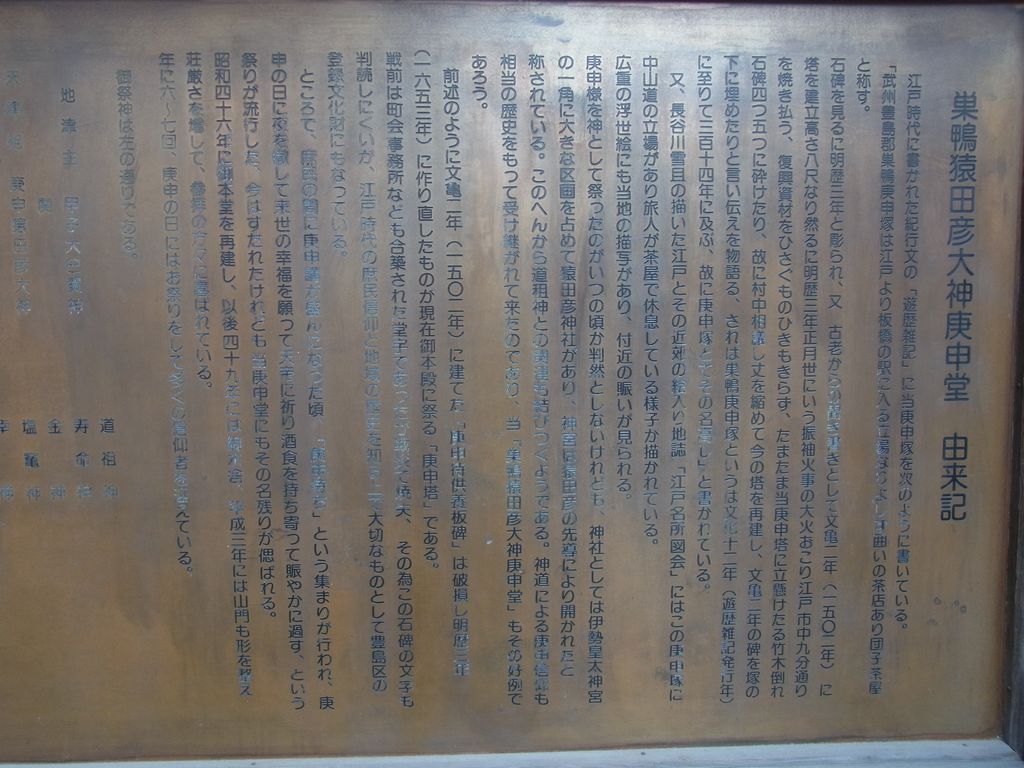 巣鴨猿田彦大神庚申堂 由来記
江戸時代に書かれた紀行文の「遊歴雑記」に当庚申塚を次のように書いている。
「武州豊島郡巣鴨庚申塚は江戸より板橋の駅に入る立場なりよしず囲いの茶店あり団子茶屋
と称す。
石碑を見るに明歴三年と彫られ、又 古老からの聞き書きとして文亀二年(一五〇二年)に
塔を建立高さ八尺なり然るに明歴三年正月世にいう振袖火事の大火おこり江戸市中九分通り
を焼き払う、復興資材をひさぐものひきもきらず、たまたま当庚申塔に立懸けたる竹木倒れ
石碑四つ五つに砕けたり、故に村中相談し丈を縮めて今の塔を再建し、文亀二年の碑を塚の
下に埋めたりと言い伝えを物語る、されは巣鴨庚申塚というは文化十二年(遊歴雑記発行年)
に至りて三百十四年に及ぶ、故に庚申塚とてその名高し」と書かれている。
又、長谷川雪旦の描いた江戸とその近郊の絵入り地誌「江戸名所図会」にはこの庚申塚に
中山道の立場があり旅人が茶屋で休息している様子が描かれている。
広重の浮世絵にも当地の描写があり、付近の賑いが見られる。
庚申様を神として祭ったのがいつの頃か判然としないけれども、神社としては伊勢皇太神宮
の一角に大きな区画を占めて猿田彦神社があり、神宮は猿田彦の先導により開かれたと
称されている。このへんから道祖神との関連も結びつくようである。神道による庚申信仰も
相当の歴史をもって受け継がれて来たのであり、当「巣鴨猿田彦大神庚申堂」もその好例で
あろう。
前述のように文亀二年(一五〇二年)に建てた「庚申待供養板碑」は破損し明歴三年
(一六五三年)に作り直したものが現在御本殿に祭る「庚申塔」である。
戦前は町会事務所なども合築された堂宇であったが戦災で焼失、その為この石碑の文字も
判読しにくいが、江戸時代の庶民信仰と地域の歴史を知る上で大切なものとして豊島区の
登録文化財にもなっている。
ところで、庶民の間に庚申講が盛んになった頃、「庚申待ち」という集まりが行われ、庚
申の日に夜を徹して来世の幸福を願って天帝に祈り酒食を持ち寄って賑やかに過す、という
祭りが流行した、今はすたれたけれども当庚申堂にもその名残りが偲ばれる。
昭和四十六年に御本堂を再建し、以後四十九年には 、平成二年には山門も形を整え
荘厳さを増して、参拝の方々に喜ばれている。
年に六〜七回、庚申の日にはお祭りをして多くの信仰者を迎えている。
御祭神は左の通りである。
地津主 甲子大 神 道祖神
寿命神
天津祖 庚申猿田彦大神 金 神
塩竃神
幸 神